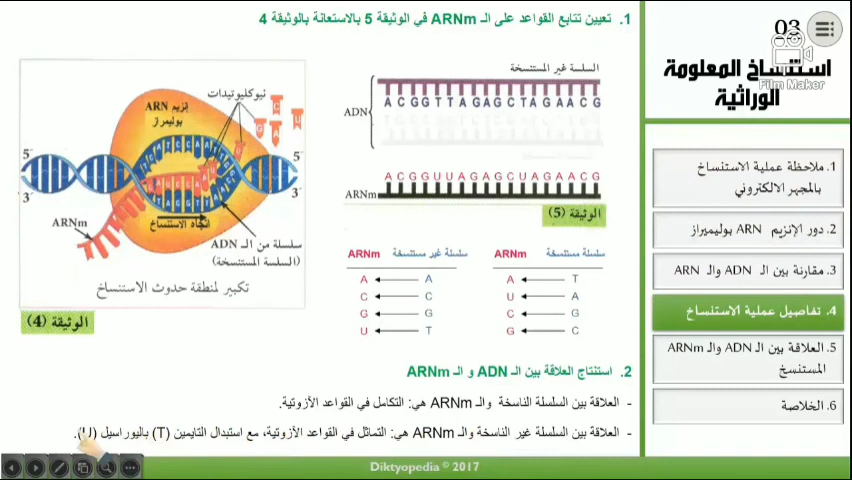 03
استنساخ المعلومة
الوراثية
Film Maker
1. ملاحظة عملية الاستنساخ
بالمجهر الالكتروني
2. دور الإنزيم ARN بوليميراز
3. مقارنة بين الـ ADN والـ ARN
4. تفاصيل عملية الاستنساخ
5. العلاقة بين الـ ADN والـ ARNm
المستنسخ
6. الخلاصة
1. تعيين تتابع القواعد على الـ ARNm في الوثيقة 5 بالاستعانة بالوثيقة 4
السلسة غير المستنسخة
ADN
A C G G T T A G A G C T A G A A C G
A C G G U U A G A G C U A G A A C G
ARNm
الوثيقة (5)
نيوكليوتيدات
إنزيم ARN
بوليمراز
C
U
G
A
5
3
5
3
ARNm
اتجاه الاستنساخ
سلسلة من الـ ADN
(السلسة المستنسخة)
تكبير لمنطقة حدوث الاستنساخ
الوثيقة (4)
سلسلة مستنسخة ARNm
T A
A U
G C
C G
سلسلة غير مستنسخة ARNm
A A
C C
G G
T U
2. استنتاج العلاقة بين الـ ADN و الـ ARNm
- العلاقة بين السلسلة الناسخة والـ ARNm هي: التكامل في القواعد الآزوتية.
- العلاقة بين السلسلة غير الناسخة والـ ARNm هي: التماثل في القواعد الآزوتية، مع استبدال التايمين (T) باليوراسيل (U).
Diktyopedia © 2017